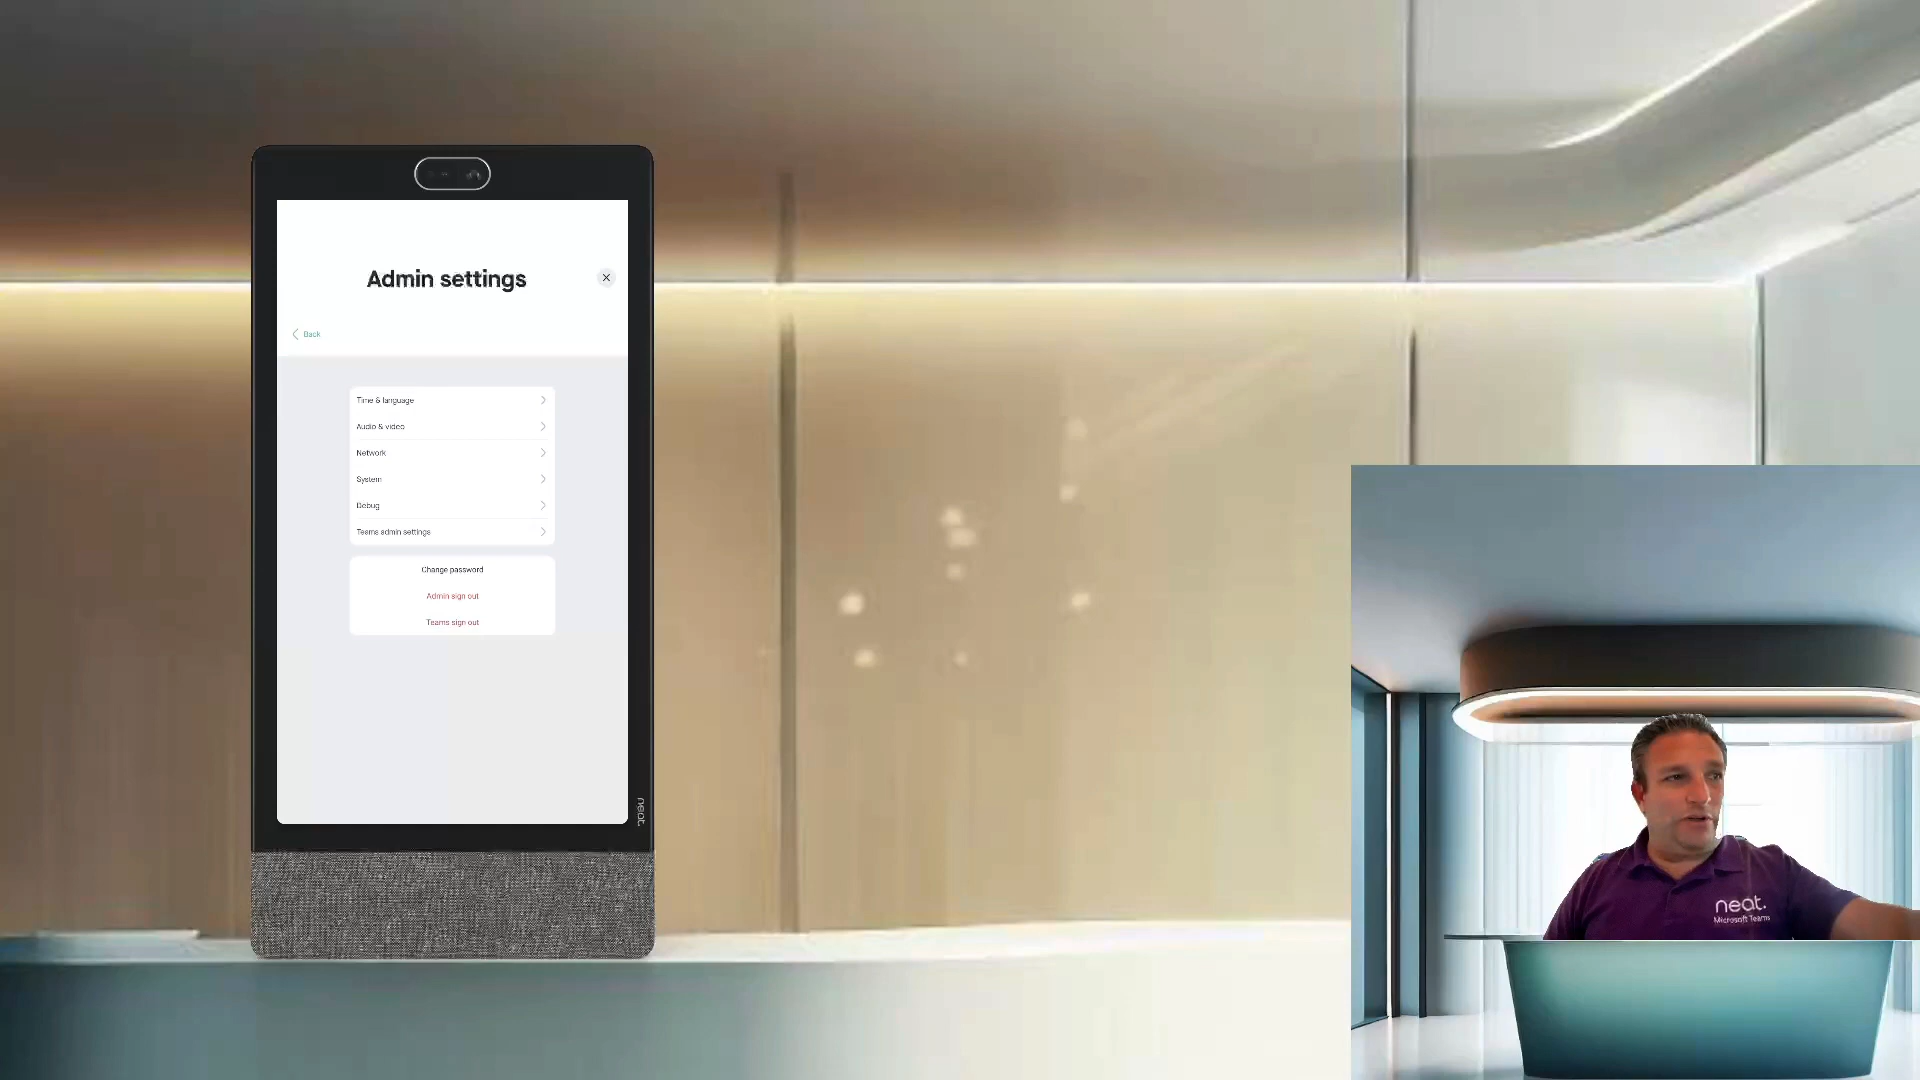 Admin settings
Back
Time & language
Audio & video
Network
System
Debug
Teams admin settings
Change password
Admin sign out
Teams sign out
neat.
neat.
Microsoft Teams